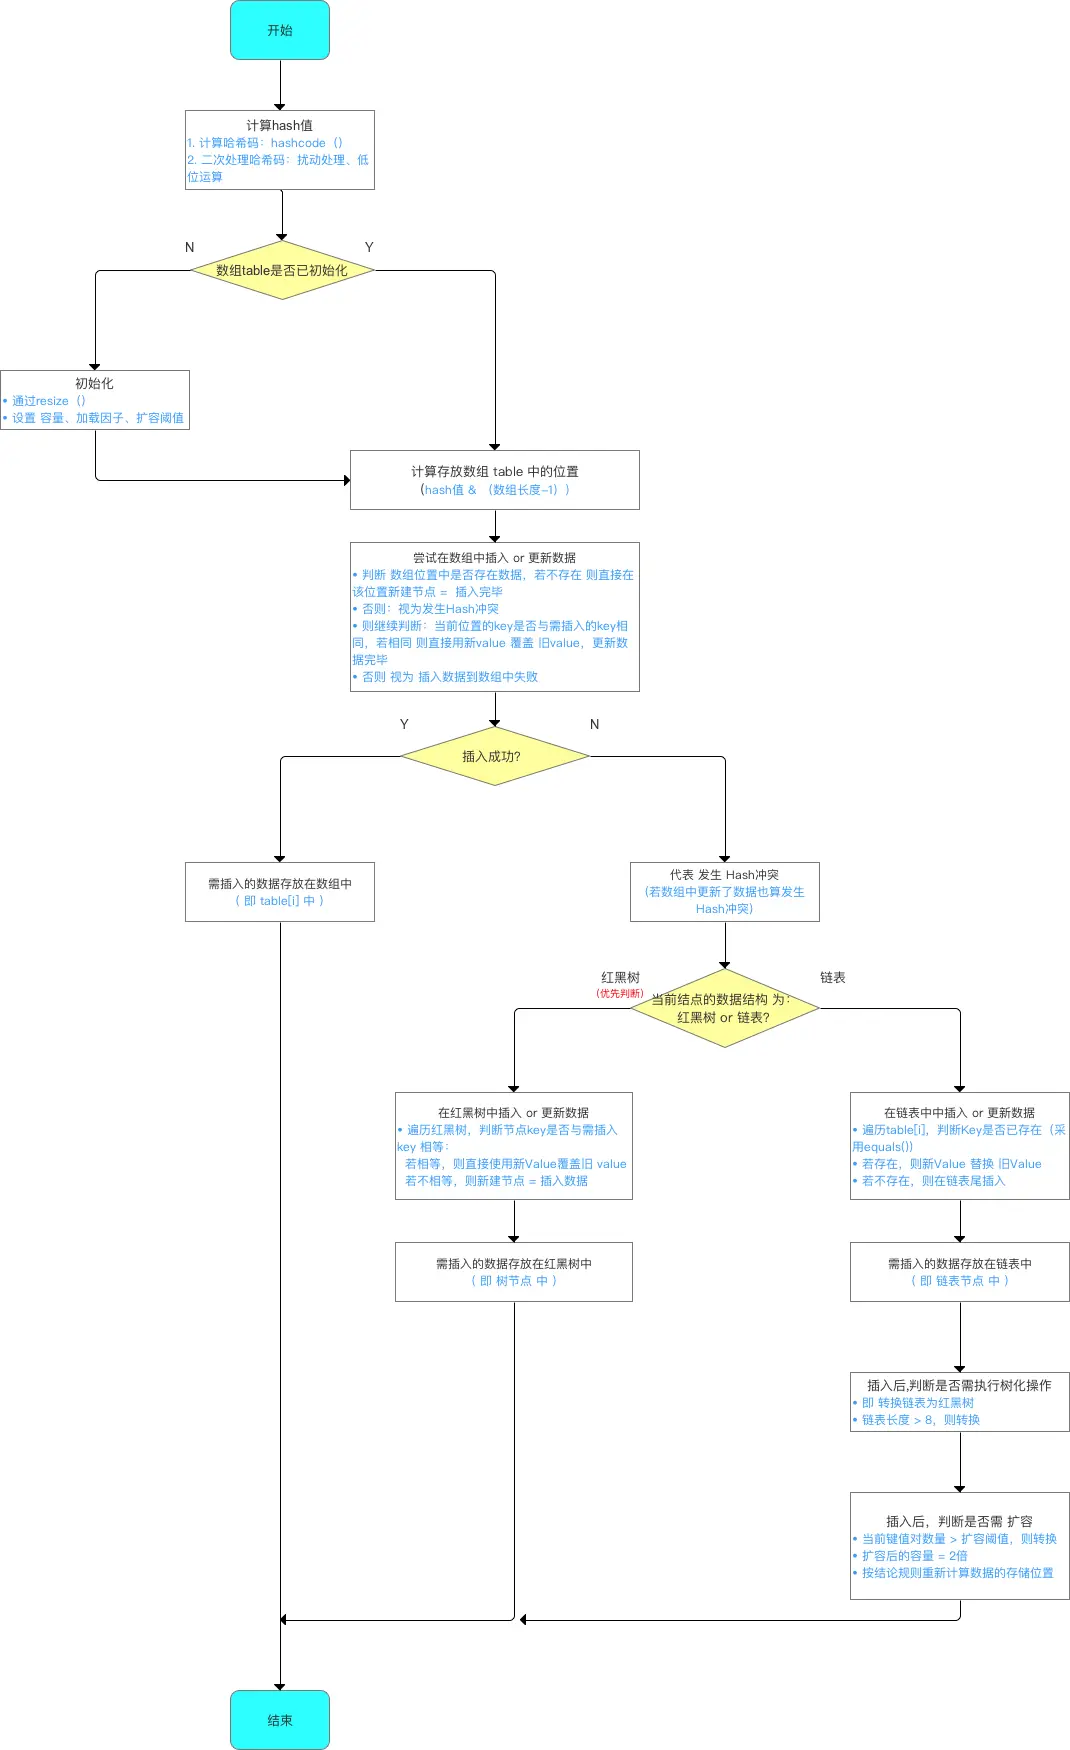 开始
计算hash值
1. 计算哈希码：hashcode（）
2. 二次处理哈希码：扰动处理、低
位运算
N
Y
数组table是否已初始化
初始化
• 通过resize（）
• 设置 容量、加载因子、扩容阈值
计算存放数组 table 中的位置
（hash值 & （数组长度-1））
尝试在数组中插入 or 更新数据
• 判断 数组位置中是否存在数据，若不存在 则直接在
该位置新建节点 = 插入完毕
• 否则：视为发生Hash冲突
• 则继续判断：当前位置的key是否与需插入的key相
同，若相同 则直接用新value 覆盖 旧value，更新数
据完毕
• 否则 视为 插入数据到数组中失败
Y
N
插入成功?
需插入的数据存放在数组中
（ 即 table[i] 中 ）
代表 发生 Hash冲突
（若数组中更新了数据也算发生
Hash冲突）
红黑树
（优先判断）
链表
当前结点的数据结构 为：
红黑树 or 链表?
在红黑树中插入 or 更新数据
• 遍历红黑树，判断节点key是否与需插入
key 相等：
若相等，则直接使用新Value覆盖旧 value
若不相等，则新建节点 = 插入数据
在链表中中插入 or 更新数据
• 遍历table[i]，判断Key是否已存在（采
用equals())
• 若存在，则新Value 替换 旧Value
• 若不存在，则在链表尾插入
需插入的数据存放在红黑树中
（ 即 树节点 中 ）
需插入的数据存放在链表中
（ 即 链表节点 中 ）
插入后,判断是否需执行树化操作
• 即 转换链表为红黑树
• 链表长度 > 8，则转换
插入后，判断是否需 扩容
• 当前键值对数量 > 扩容阈值，则转换
• 扩容后的容量 = 2倍
• 按结论规则重新计算数据的存储位置
结束